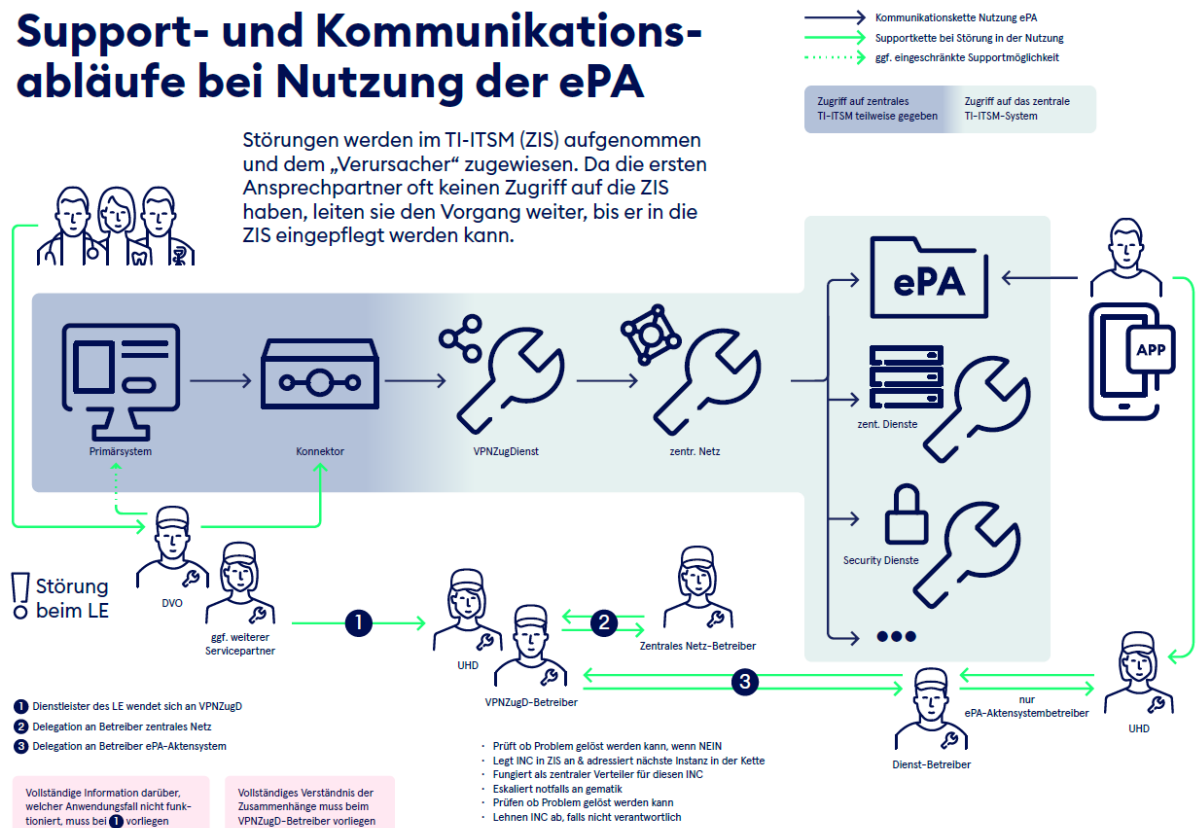 Support- und Kommunikations-
abläufe bei Nutzung der ePA
Kommunikationskette Nutzung ePA
Supportkette bei Störung in der Nutzung
ggf. eingeschränkte Supportmöglichkeit
Zugriff auf zentrales
TI-ITSM teilweise gegeben
Zugriff auf das zentrale
TI-ITSM-System
Störungen werden im TI-ITSM (ZIS) aufgenommen
und dem „Verursacher“ zugewiesen. Da die ersten
Ansprechpartner oft keinen Zugriff auf die ZIS
haben, leiten sie den Vorgang weiter, bis er in die
ZIS eingepflegt werden kann.
ePA
APP
Primärsystem
Konnektor
VPNZugDienst
zentr. Netz
zent. Dienste
Security Dienste
Störung
beim LE
DVO
ggf. weiterer
Servicepartner
1
UHD
VPNZugD-Betreiber
2
Zentrales Netz-Betreiber
3
Dienst-Betreiber
nur
ePA-Aktensystembetreiber
UHD
1 Dienstleister des LE wendet sich an VPNZugD
2 Delegation an Betreiber zentrales Netz
3 Delegation an Betreiber ePA-Aktensystem
Vollständige Information darüber,
welcher Anwendungsfall nicht funk-
tioniert, muss bei 1 vorliegen
Vollständiges Verständnis der
Zusammenhänge muss beim
VPNZugD-Betreiber vorliegen
· Prüft ob Problem gelöst werden kann, wenn NEIN
· Legt INC in ZIS an & adressiert nächste Instanz in der Kette
· Fungiert als zentraler Verteiler für diesen INC
· Eskaliert notfalls an gematik
· Prüfen ob Problem gelöst werden kann
· Lehnen INC ab, falls nicht verantwortlich